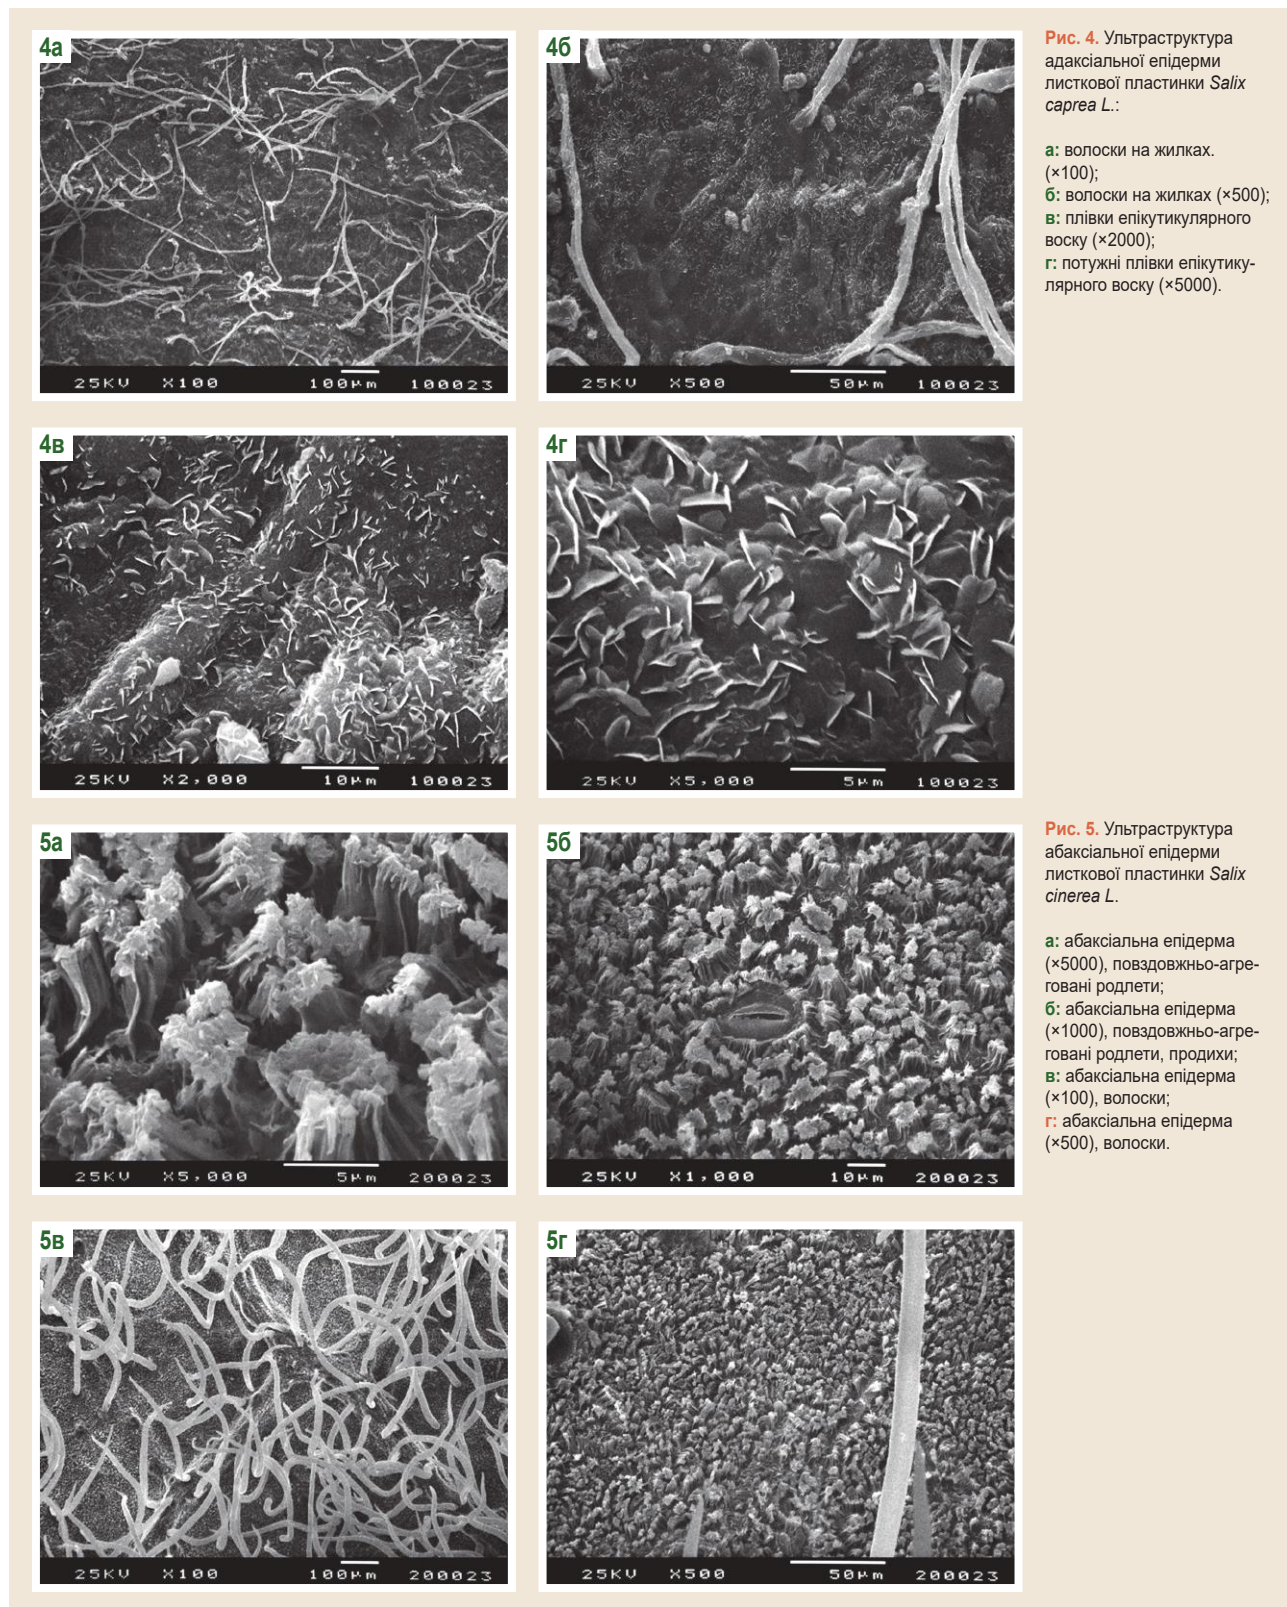 4а
25KV X100 100µm 100023
4б
25KV X500 50µm 100023
Рис. 4. Ультраструктура
адаксіальної епідерми
листкової пластинки Salix
caprea L.:
а: волоски на жилках.
(×100);
б: волоски на жилках (×500);
в: плівки епікутикулярного
воску (×2000);
г: потужні плівки епікутику-
лярного воску (×5000).
4в
25KV X2,000 10µm 100023
4г
25KV X5,000 5µm 100023
5а
25KV X5,000 5µm 200023
5б
25KV X1,000 10µm 200023
Рис. 5. Ультраструктура
абаксіальної епідерми
листкової пластинки Salix
cinerea L.
а: абаксіальна епідерма
(×5000), повздовжньо-агре-
говані родлети;
б: абаксіальна епідерма
(×1000), повздовжньо-агре-
говані родлети, продихи;
в: абаксіальна епідерма
(×100), волоски;
г: абаксіальна епідерма
(×500), волоски.
5в
25KV X100 100µm 200023
5г
25KV X500 50µm 200023